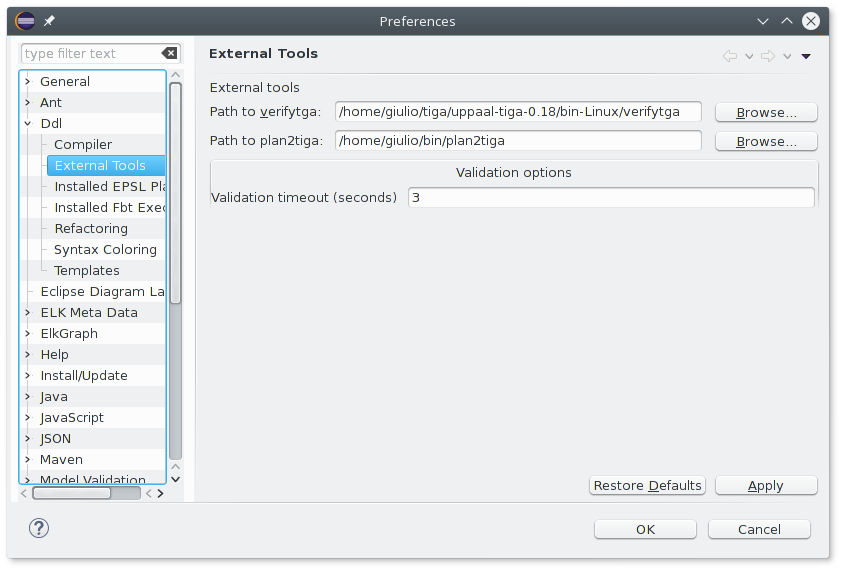 Preferences
type filter text
General
Ant
Ddl
Compiler
External Tools
Installed EPSL Pla
Installed Fbt Exec
Refactoring
Syntax Coloring
Templates
Eclipse Diagram La
ELK Meta Data
ElkGraph
Help
Install/Update
Java
JavaScript
JSON
Maven
Model Validation
External Tools
External tools
Path to verifytga: /home/giulio/tiga/uppaal-tiga-0.18/bin-Linux/verifytga Browse...
Path to plan2tiga: /home/giulio/bin/plan2tiga Browse...
Validation options
Validation timeout (seconds) 3
Restore Defaults Apply
? OK Cancel